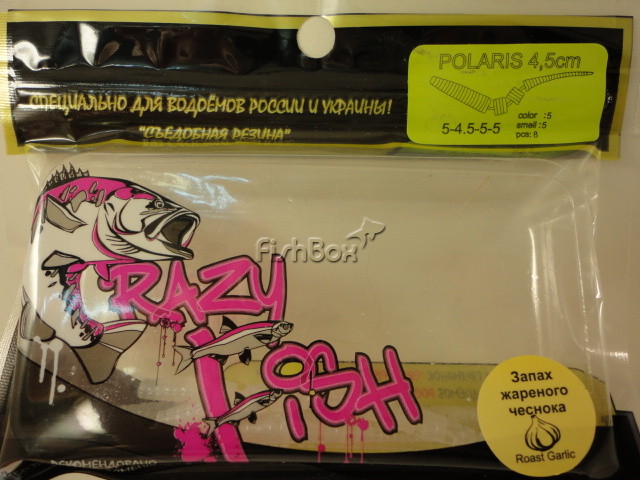 POLARIS 4,5cm
СПЕЦИАЛЬНО ДЛЯ ВОДОЁМОВ РОССИИ И УКРАИНЫ!
"СЪЕДОБНАЯ РЕЗИНА"
5-4.5-5-5
color :5
smell :5
pcs: 8
FishBox
CRAZY
FISH
Запах
жареного
чеснока
Roast Garlic
РЕКОМЕНДОВАНО